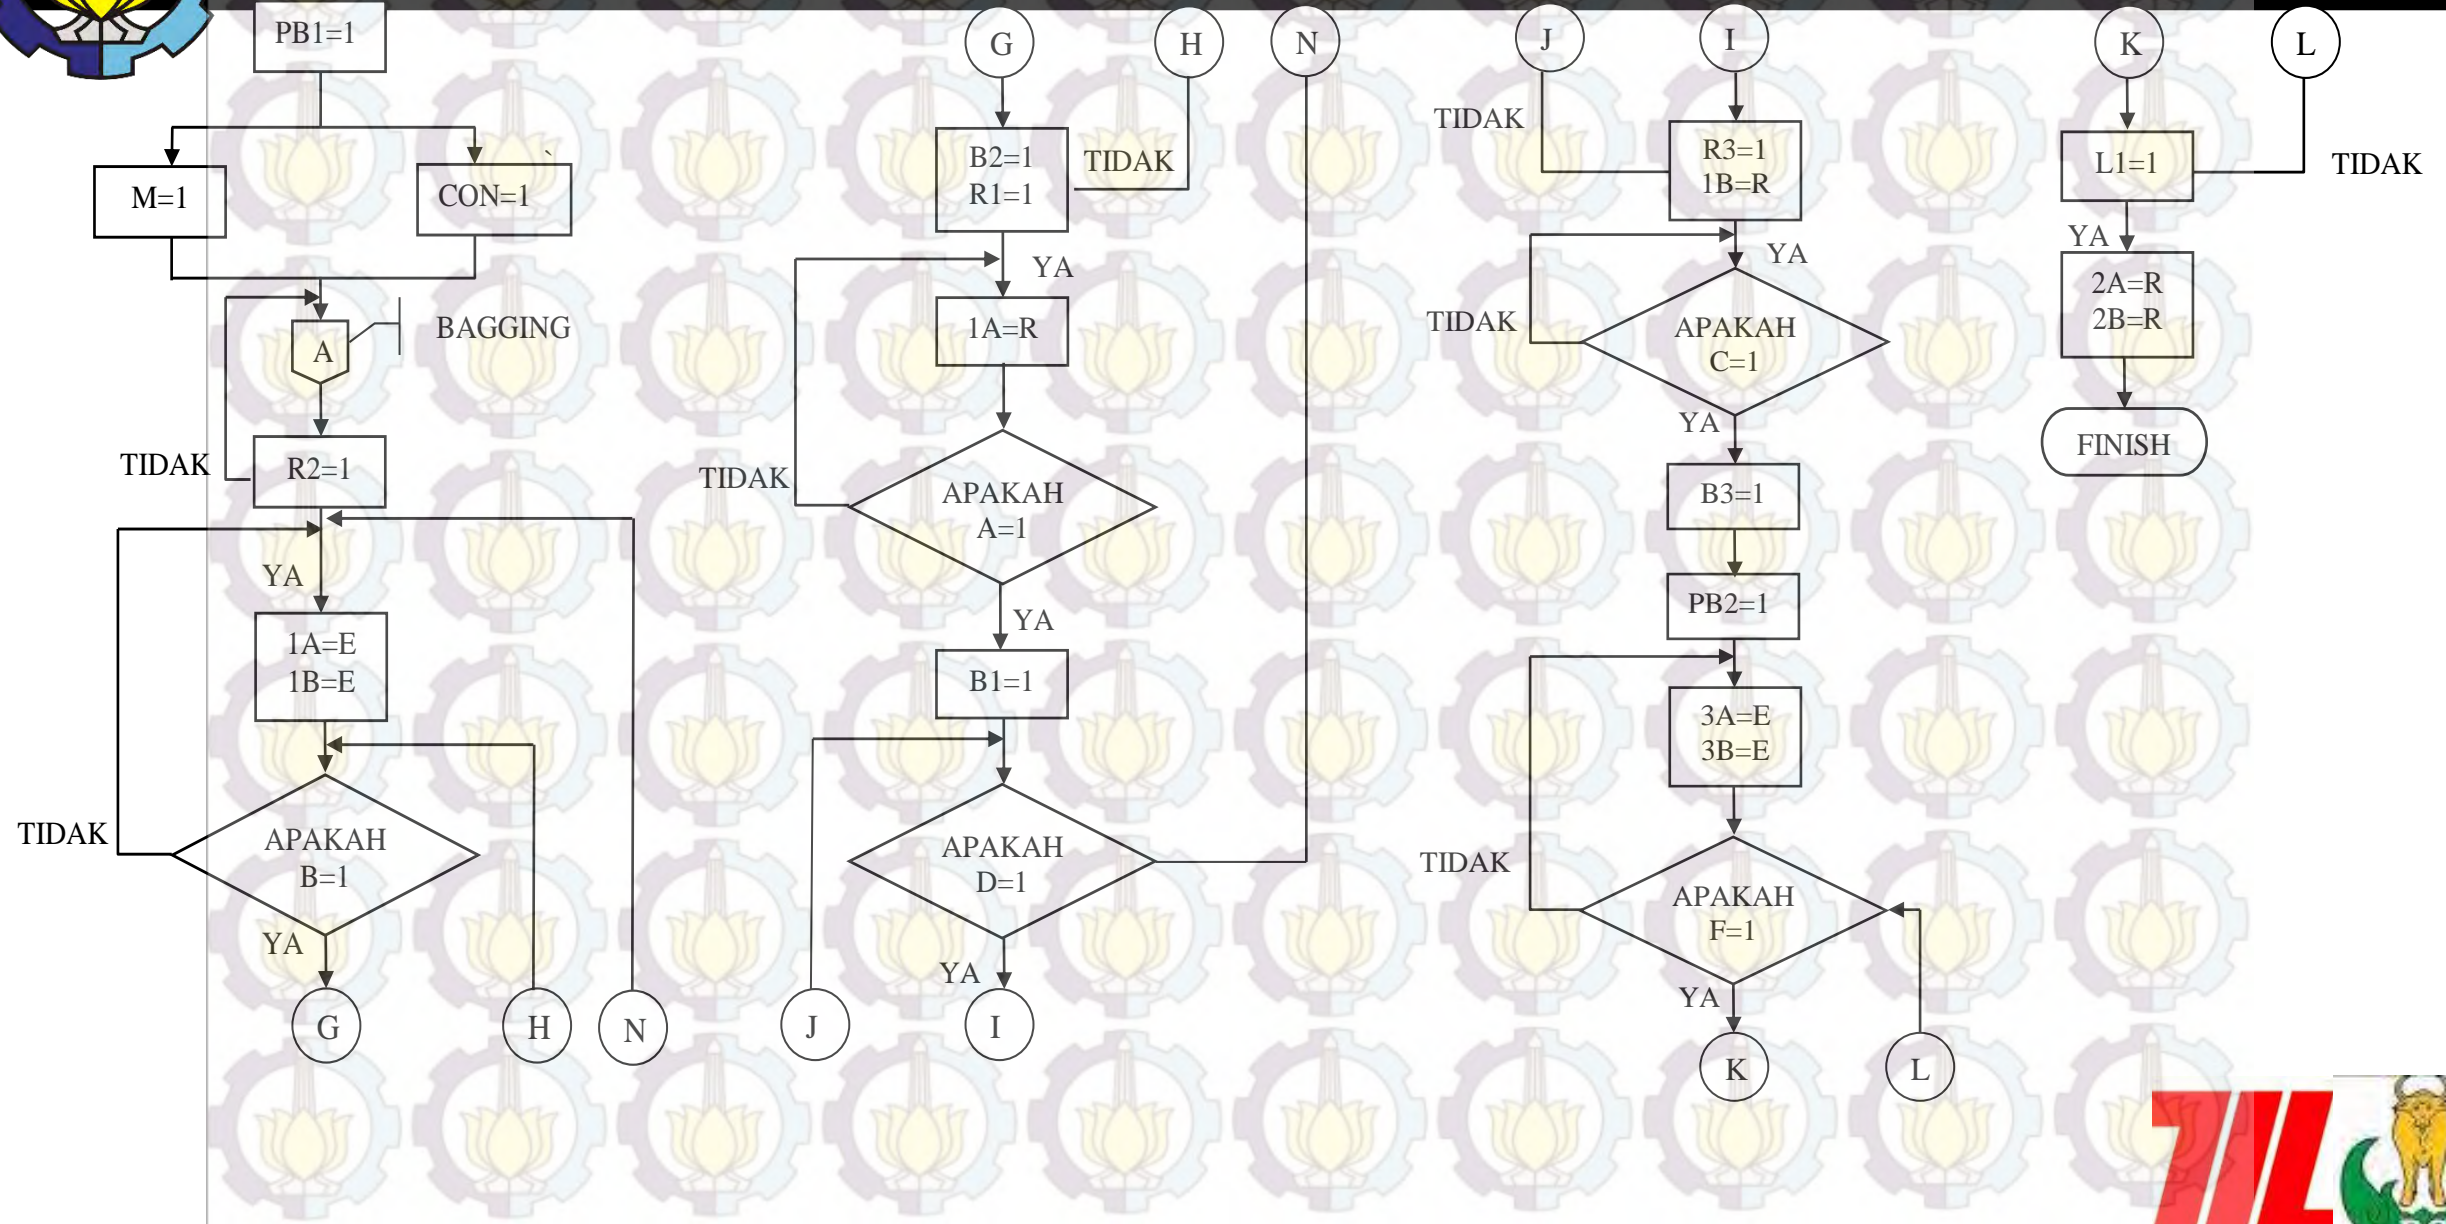 PB1=1
M=1
CON=1
`
A
BAGGING
TIDAK
R2=1
YA
1A=E
1B=E
TIDAK
APAKAH
B=1
YA
G
H
N
G
H
N
B2=1
R1=1
TIDAK
YA
1A=R
TIDAK
APAKAH
A=1
YA
B1=1
APAKAH
D=1
YA
J
I
J
I
TIDAK
R3=1
1B=R
YA
TIDAK
APAKAH
C=1
YA
B3=1
PB2=1
3A=E
3B=E
TIDAK
APAKAH
F=1
YA
K
L
K
L
L1=1
TIDAK
YA
2A=R
2B=R
FINISH